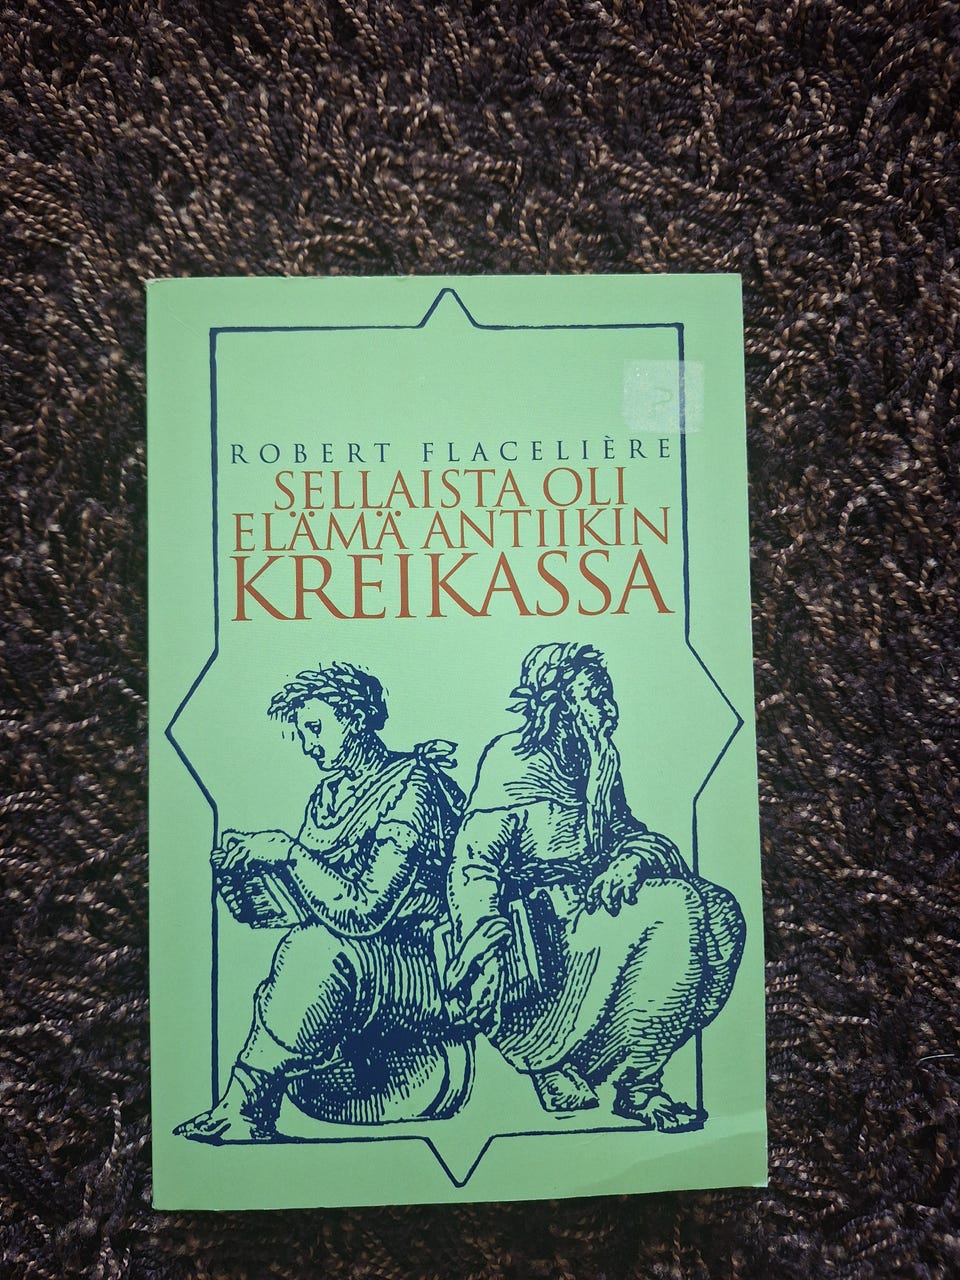 ROBERT FLACELIÈRE
SELLAISTA OLI
ELÄMÄ ANTIIKIN
KREIKASSA